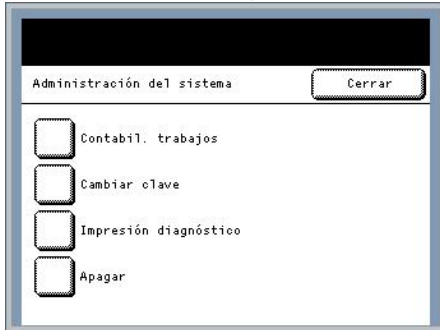 Administración del sistema
Cerrar
Contabil. trabajos
Cambiar clave
Impresión diagnóstico
Apagar